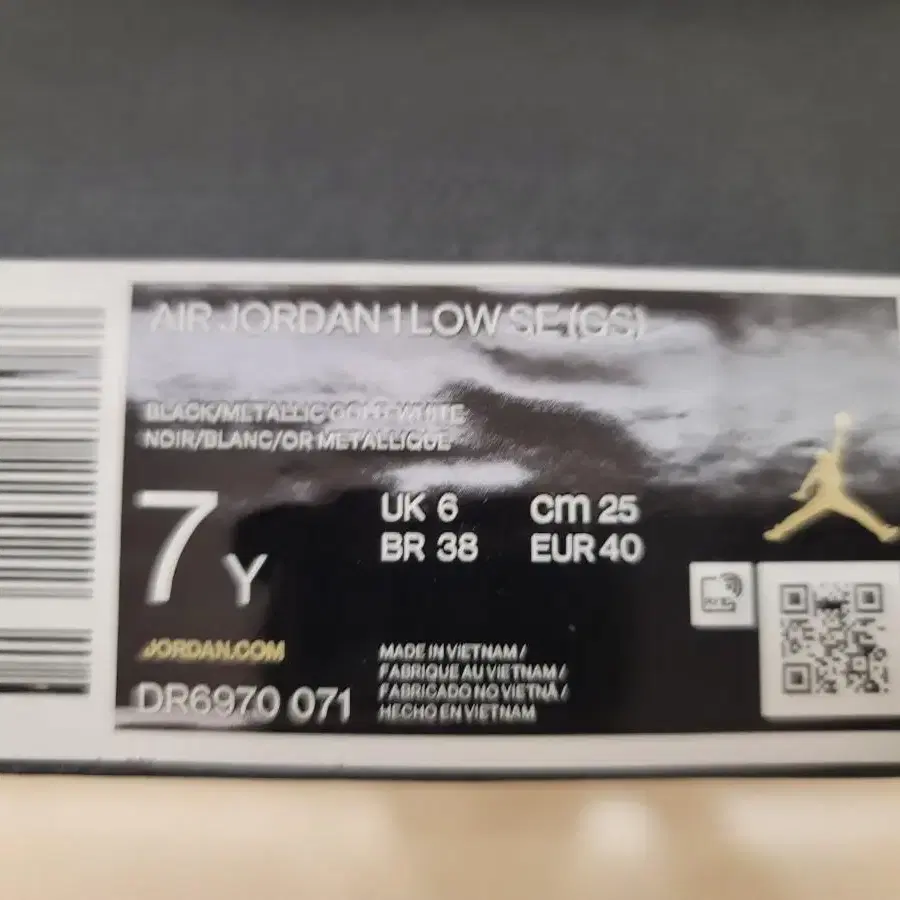 AIR JORDAN 1 LOW SE (GS)
BLACK/METALLIC GOLD-WHITE
NOIR/BLANC/OR METALLIQUE
7 Y
UK 6 CM 25
BR 38 EUR 40
JORDAN.COM
DR6970 071
MADE IN VIETNAM /
FABRIQUE AU VIETNAM /
FABRICADO NO VIETNÃ /
HECHO EN VIETNAM